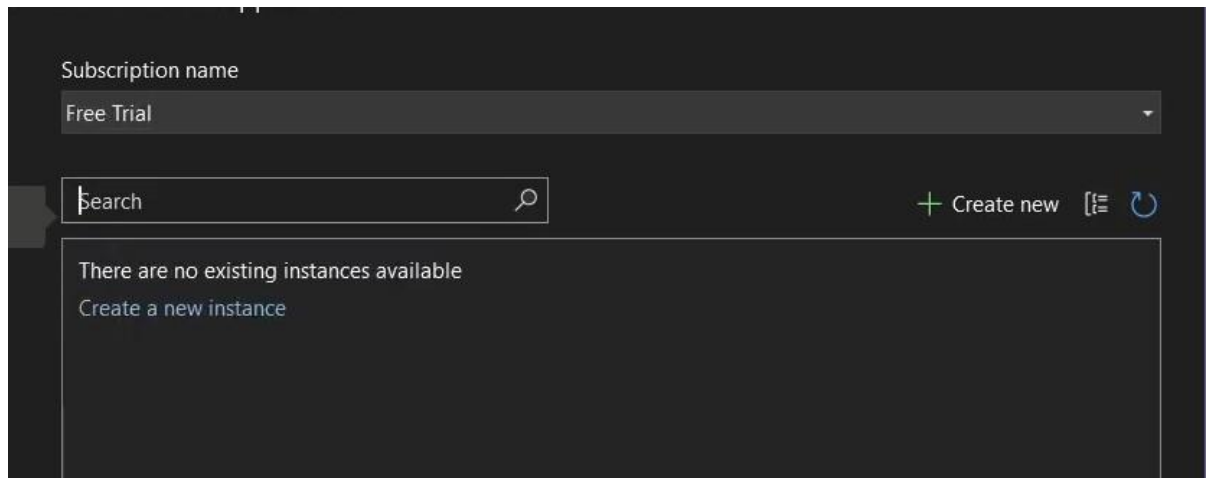 Subscription name
Free Trial
Search
Create new
There are no existing instances available
Create a new instance